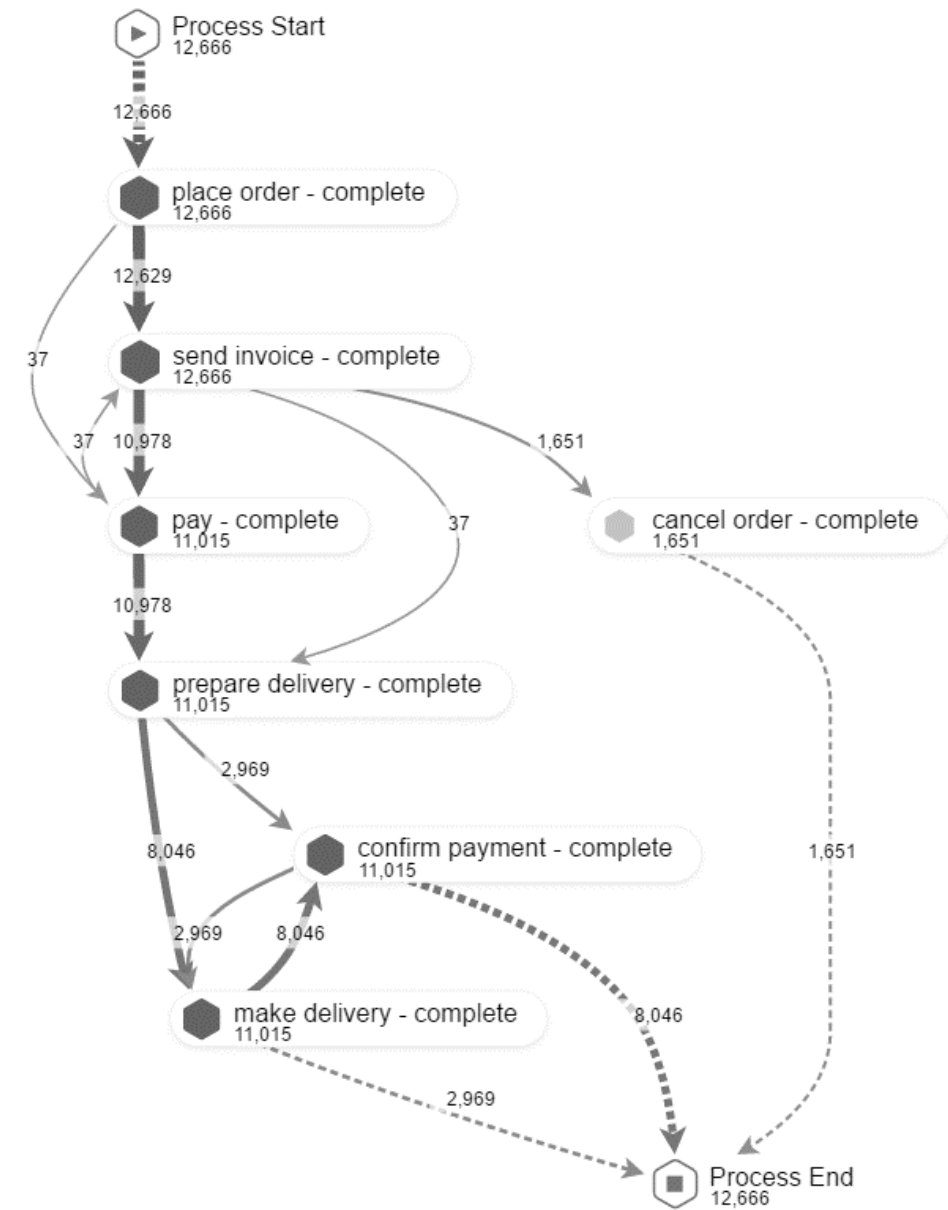 Process Start
12,666
12,666
place order - complete
12,666
12,629
37
send invoice - complete
12,666
37
10,978
1,651
37
pay - complete
11,015
cancel order - complete
1,651
10,978
prepare delivery - complete
11,015
2,969
8,046
confirm payment - complete
11,015
1,651
2,969
8,046
make delivery - complete
11,015
8,046
2,969
Process End
12,666